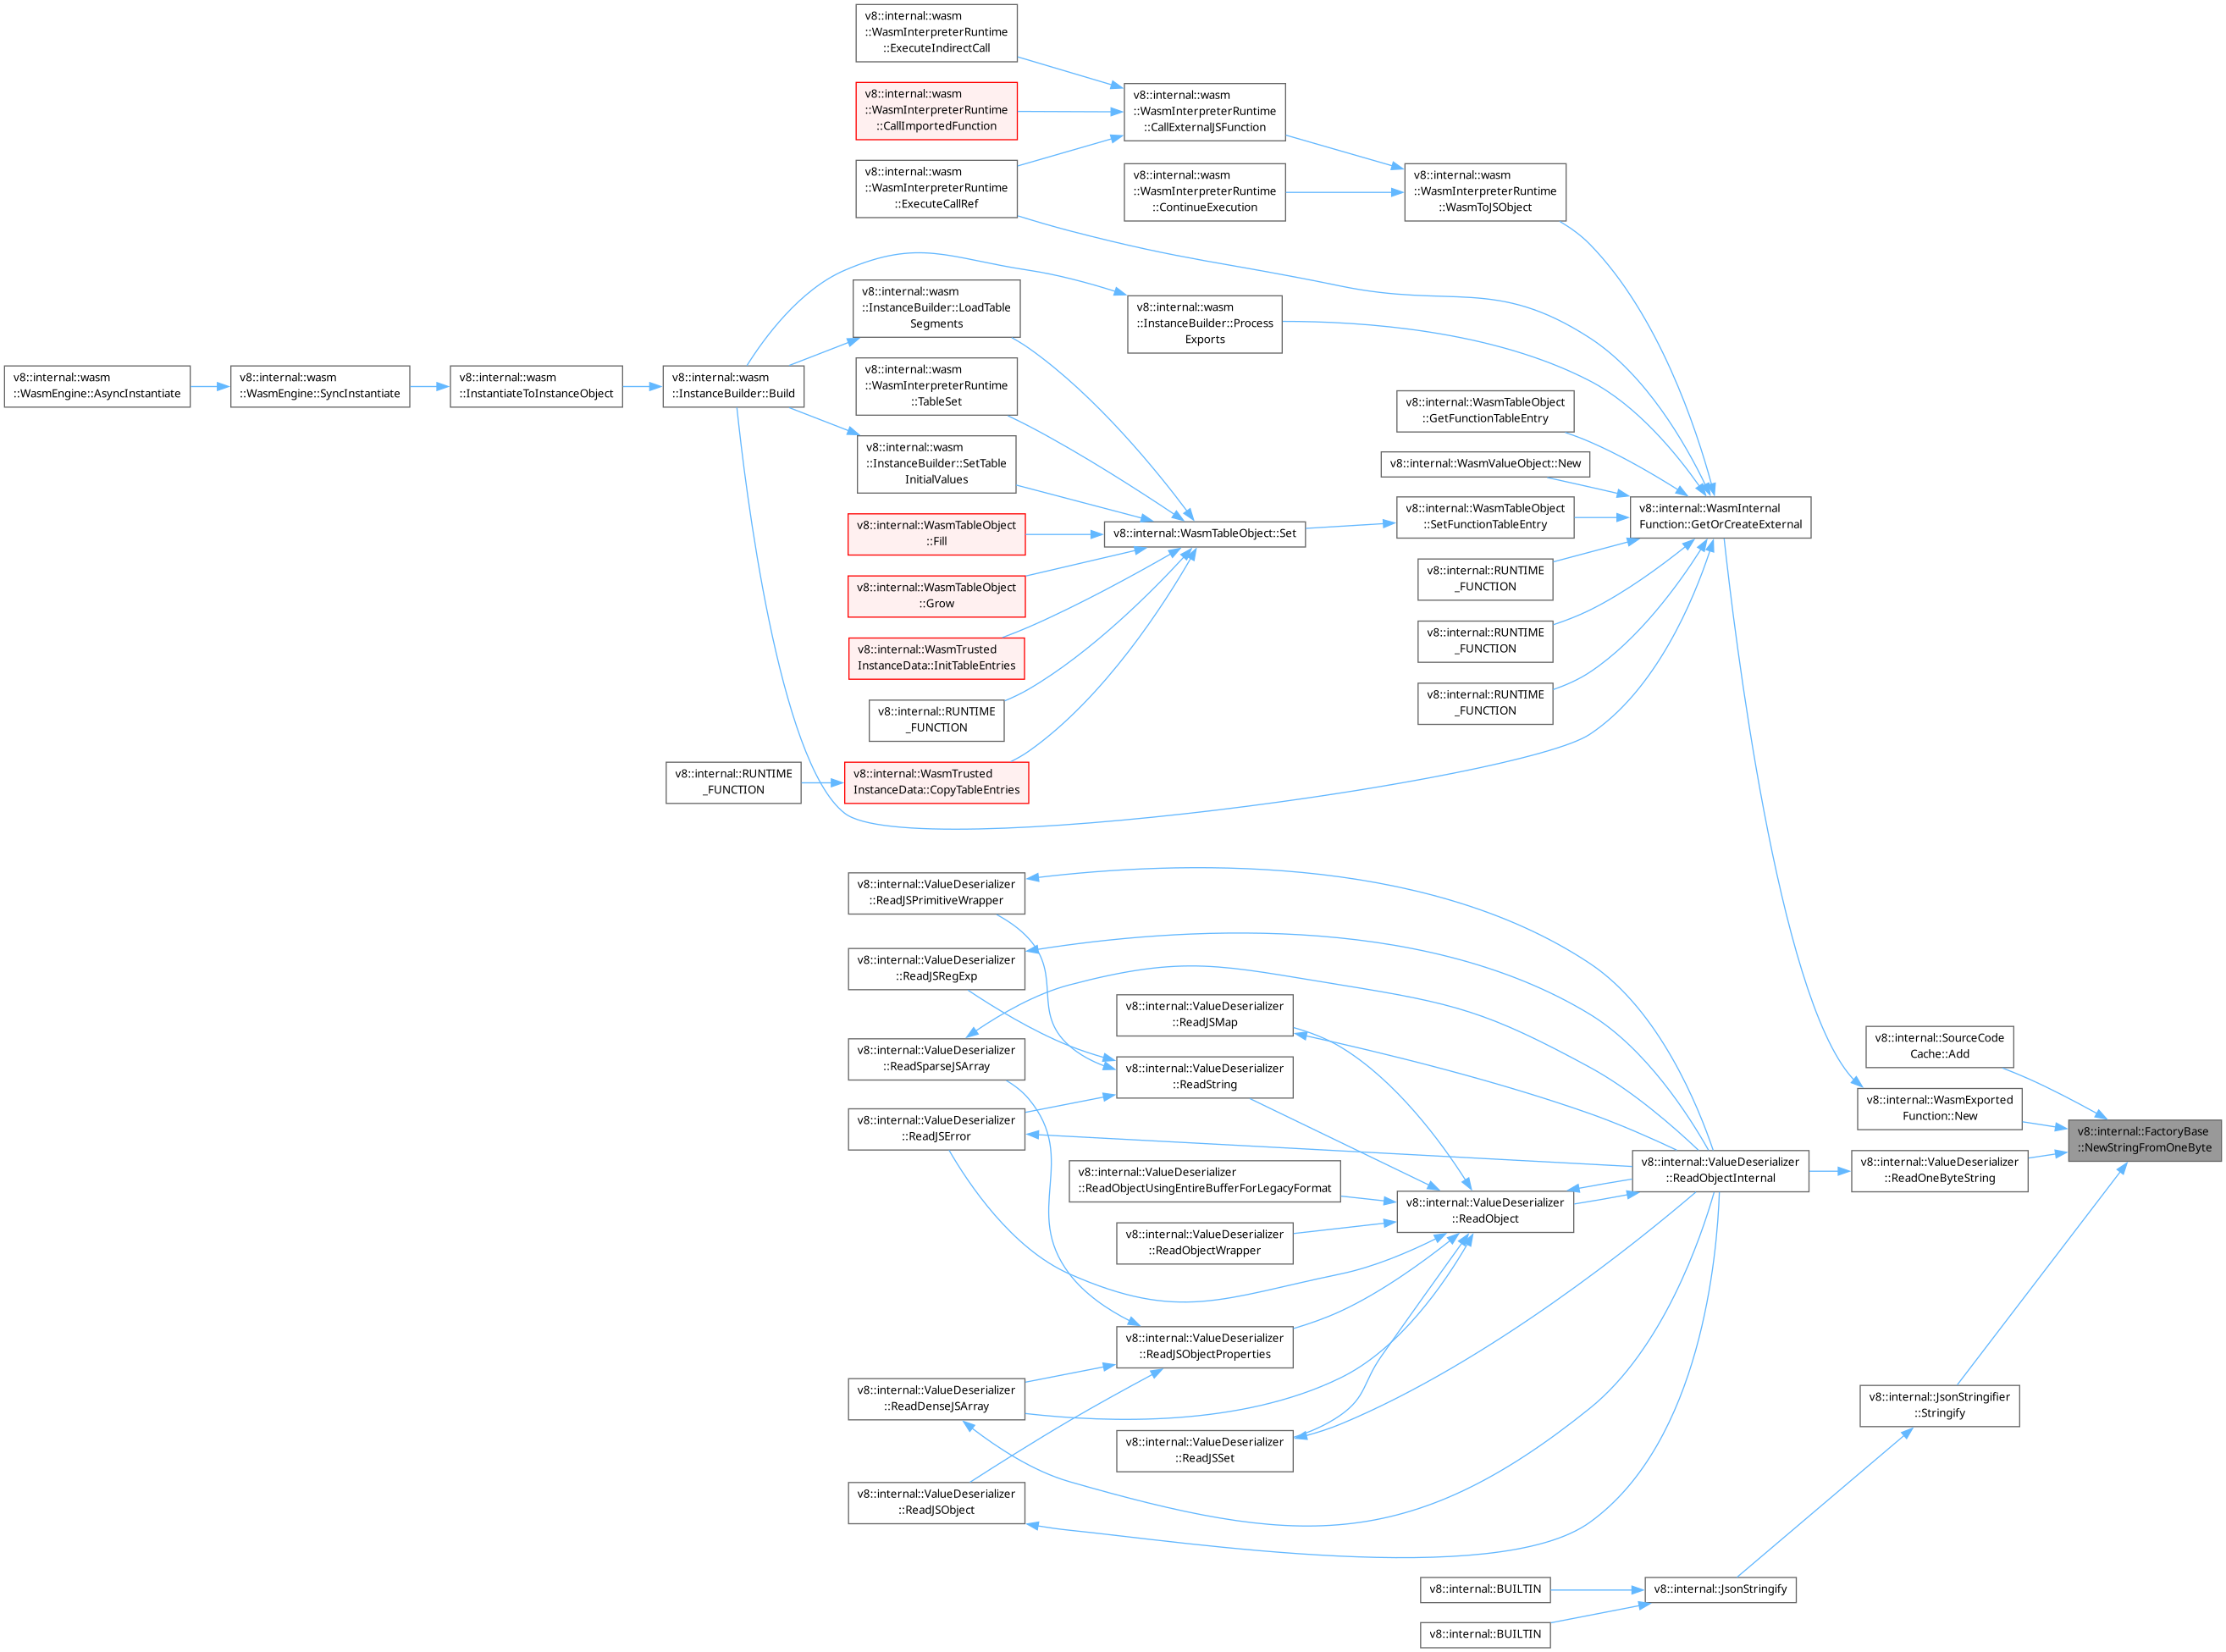 v8::internal::wasm
::WasmInterpreterRuntime
::ExecuteIndirectCall
v8::internal::wasm
::WasmInterpreterRuntime
::CallImportedFunction
v8::internal::wasm
::WasmInterpreterRuntime
::CallExternalJSFunction
v8::internal::wasm
::WasmInterpreterRuntime
::ExecuteCallRef
v8::internal::wasm
::WasmInterpreterRuntime
::ContinueExecution
v8::internal::wasm
::WasmInterpreterRuntime
::WasmToJSObject
v8::internal::wasm
::InstanceBuilder::LoadTable
Segments
v8::internal::wasm
::InstanceBuilder::Process
Exports
v8::internal::wasm
::WasmEngine::AsyncInstantiate
v8::internal::wasm
::WasmEngine::SyncInstantiate
v8::internal::wasm
::InstantiateToInstanceObject
v8::internal::wasm
::InstanceBuilder::Build
v8::internal::wasm
::WasmInterpreterRuntime
::TableSet
v8::internal::WasmTableObject
::GetFunctionTableEntry
v8::internal::wasm
::InstanceBuilder::SetTable
InitialValues
v8::internal::WasmValueObject::New
v8::internal::WasmTableObject
::Fill
v8::internal::WasmTableObject::Set
v8::internal::WasmTableObject
::SetFunctionTableEntry
v8::internal::WasmInternal
Function::GetOrCreateExternal
v8::internal::WasmTableObject
::Grow
v8::internal::RUNTIME
_FUNCTION
v8::internal::WasmTrusted
InstanceData::InitTableEntries
v8::internal::RUNTIME
_FUNCTION
v8::internal::RUNTIME
_FUNCTION
v8::internal::RUNTIME
_FUNCTION
v8::internal::RUNTIME
_FUNCTION
v8::internal::WasmTrusted
InstanceData::CopyTableEntries
v8::internal::ValueDeserializer
::ReadJSPrimitiveWrapper
v8::internal::ValueDeserializer
::ReadJSRegExp
v8::internal::ValueDeserializer
::ReadJSMap
v8::internal::ValueDeserializer
::ReadSparseJSArray
v8::internal::ValueDeserializer
::ReadString
v8::internal::SourceCode
Cache::Add
v8::internal::WasmExported
Function::New
v8::internal::ValueDeserializer
::ReadJSError
v8::internal::FactoryBase
::NewStringFromOneByte
v8::internal::ValueDeserializer
::ReadObjectUsingEntireBufferForLegacyFormat
v8::internal::ValueDeserializer
::ReadObject
v8::internal::ValueDeserializer
::ReadObjectInternal
v8::internal::ValueDeserializer
::ReadOneByteString
v8::internal::ValueDeserializer
::ReadObjectWrapper
v8::internal::ValueDeserializer
::ReadJSObjectProperties
v8::internal::ValueDeserializer
::ReadDenseJSArray
v8::internal::ValueDeserializer
::ReadJSSet
v8::internal::JsonStringifier
::Stringify
v8::internal::ValueDeserializer
::ReadJSObject
v8::internal::BUILTIN
v8::internal::JsonStringify
v8::internal::BUILTIN